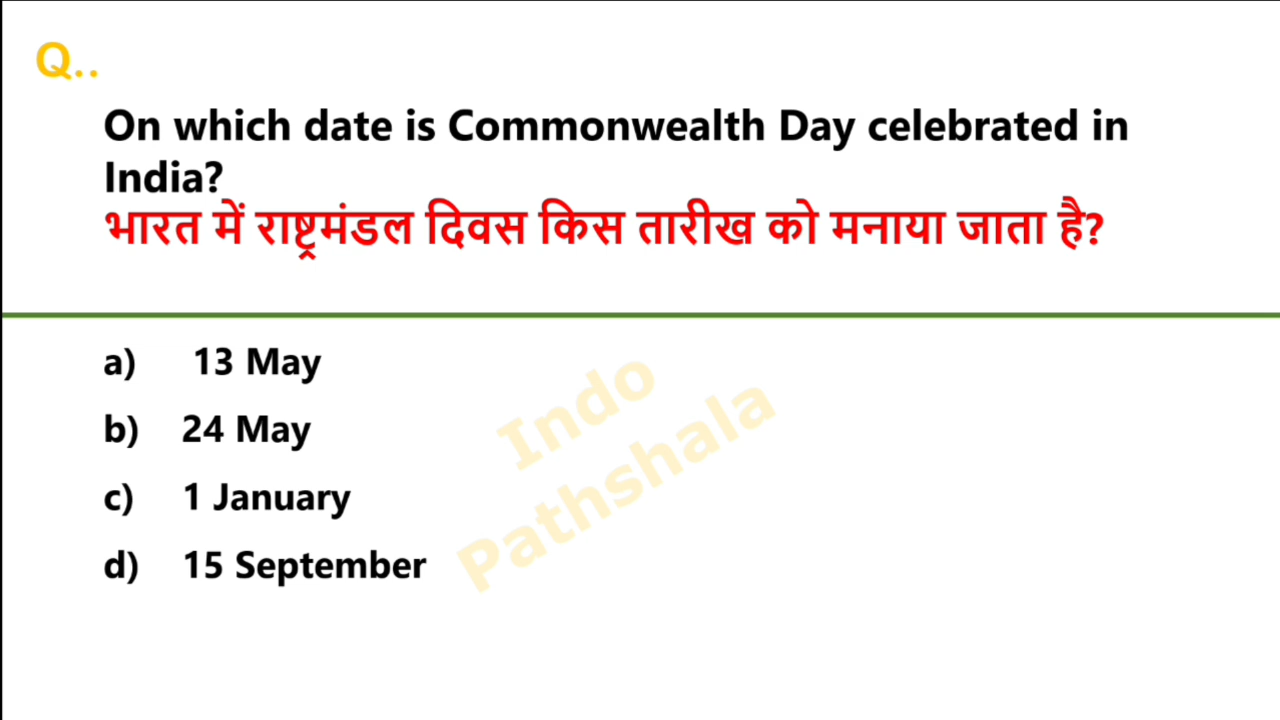 Q..
On which date is Commonwealth Day celebrated in
India?
भारत में राष्ट्रमंडल दिवस किस तारीख को मनाया जाता है?
a) 13 May
b) 24 May
c) 1 January
d) 15 September
Indo
Pathshala